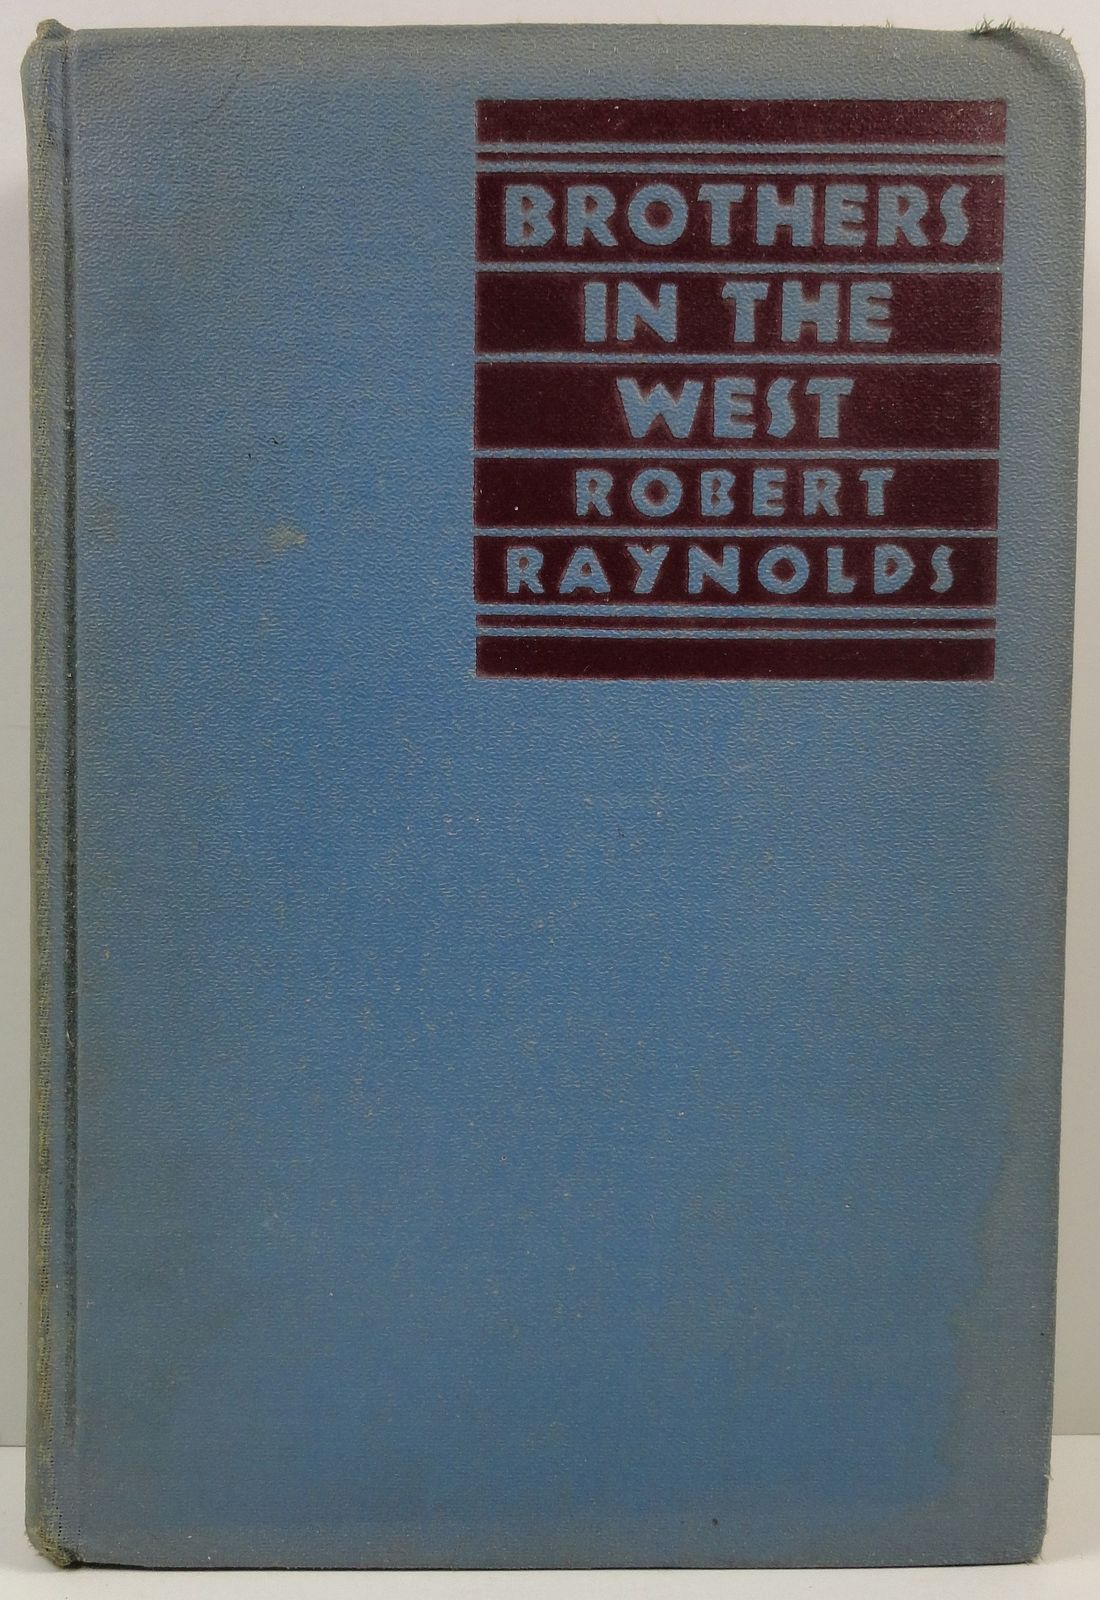 BROTHERS
IN THE
WEST
ROBERT
RAYNOLDS